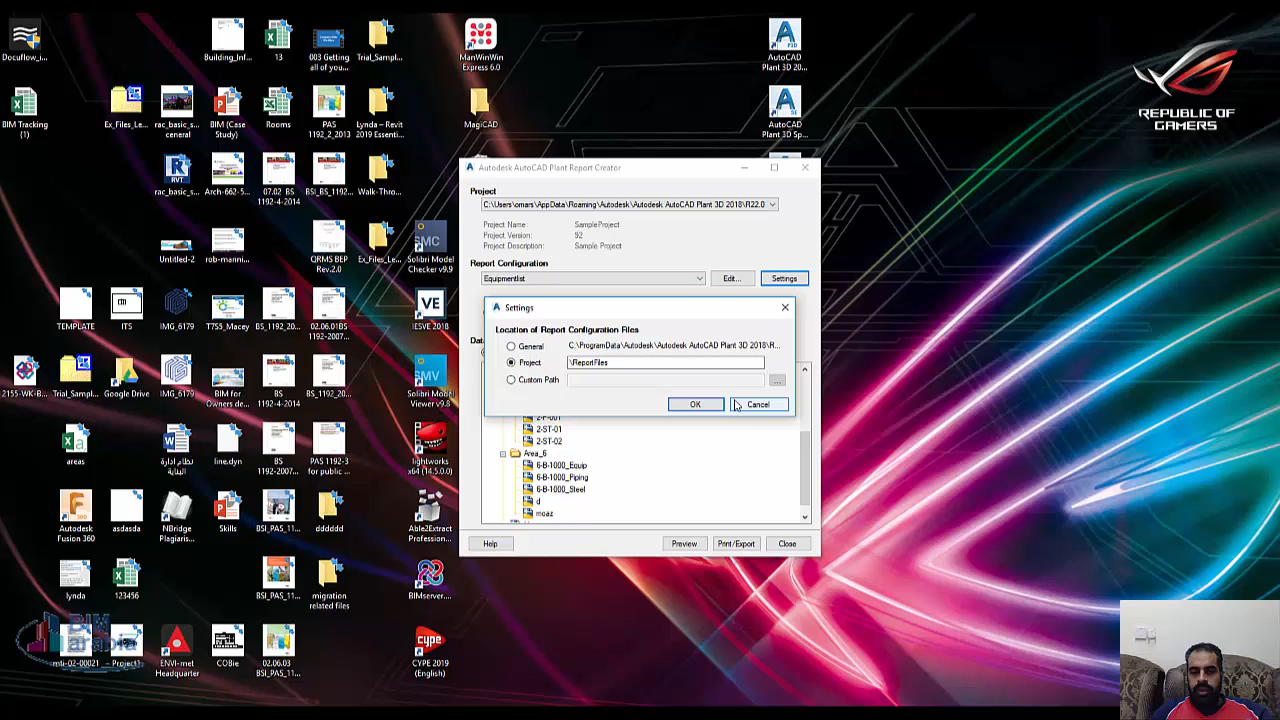 Docuflow_i...
Building_Inf...
13
003 Getting
all of you...
Trial_Sampl...
ManWinWin
Express 6.0
AutoCAD
Plant 3D 20...
BIM Tracking
(1)
Ex_Files_Le...
rac_basic_s...
general
BIM (Case
Study)
Rooms
PAS
1192_2_2013
Lynda – Revit
2019 Essenti...
MagiCAD
AutoCAD
Plant 3D Sp...
REPUBLIC OF
GAMERS
rac_basic_s...
Arch-662-5...
07.02 BS
1192-4-2014
BSI_BS_1192...
Walk-Thro...
Untitled-2
rob-manni...
QRMS BEP
Rev.2.0
Ex_Files_Le...
Solibri Model
Checker v9.9
TEMPLATE
ITS
IMG_6179
T7S5_Macey
BS_1192_20...
02.06.01BS
1192-2007...
IESVE 2018
2155-WK-B...
Trial_Sampl...
Google Drive
IMG_6179
BIM for
Owners de...
BS
1192-4-2014
BS_1192_20...
Solibri Model
Viewer v9.8
areas
نظام إدارة
البناية
line.dyn
BS
1192-2007...
PAS 1192-3
for public ...
lightworks
x64 (14.5.0.0)
Autodesk
Fusion 360
asdasda
NBridge
Plagiaris...
Skills
BSI_PAS_11...
dddddd
Able2Extract
Profession...
lynda
123456
BSI_PAS_11...
migration
related files
BIMserver....
BIM
arabia
mti-02-00021
Project1
ENVI-met
Headquarter
COBie
02.06.03
BSI_PAS_11...
CYPE 2019
(English)
Autodesk AutoCAD Plant Report Creator
Project
C:\Users\omars\AppData\Roaming\Autodesk\Autodesk AutoCAD Plant 3D 2018\R22.0
Project Name: SampleProject
Project Version: 92
Project Description: Sample Project
Report Configuration
Equipmentlist
Edit...
Settings
Settings
Location of Report Configuration Files
General
C:\ProgramData\Autodesk\Autodesk AutoCAD Plant 3D 2018\R...
Project
\ReportFiles
Custom Path
...
OK
Cancel
2-ST-01
2-ST-02
Area_6
6-B-1000_Equip
6-B-1000_Piping
6-B-1000_Steel
d
moaz
Help
Preview
Print/Export
Close